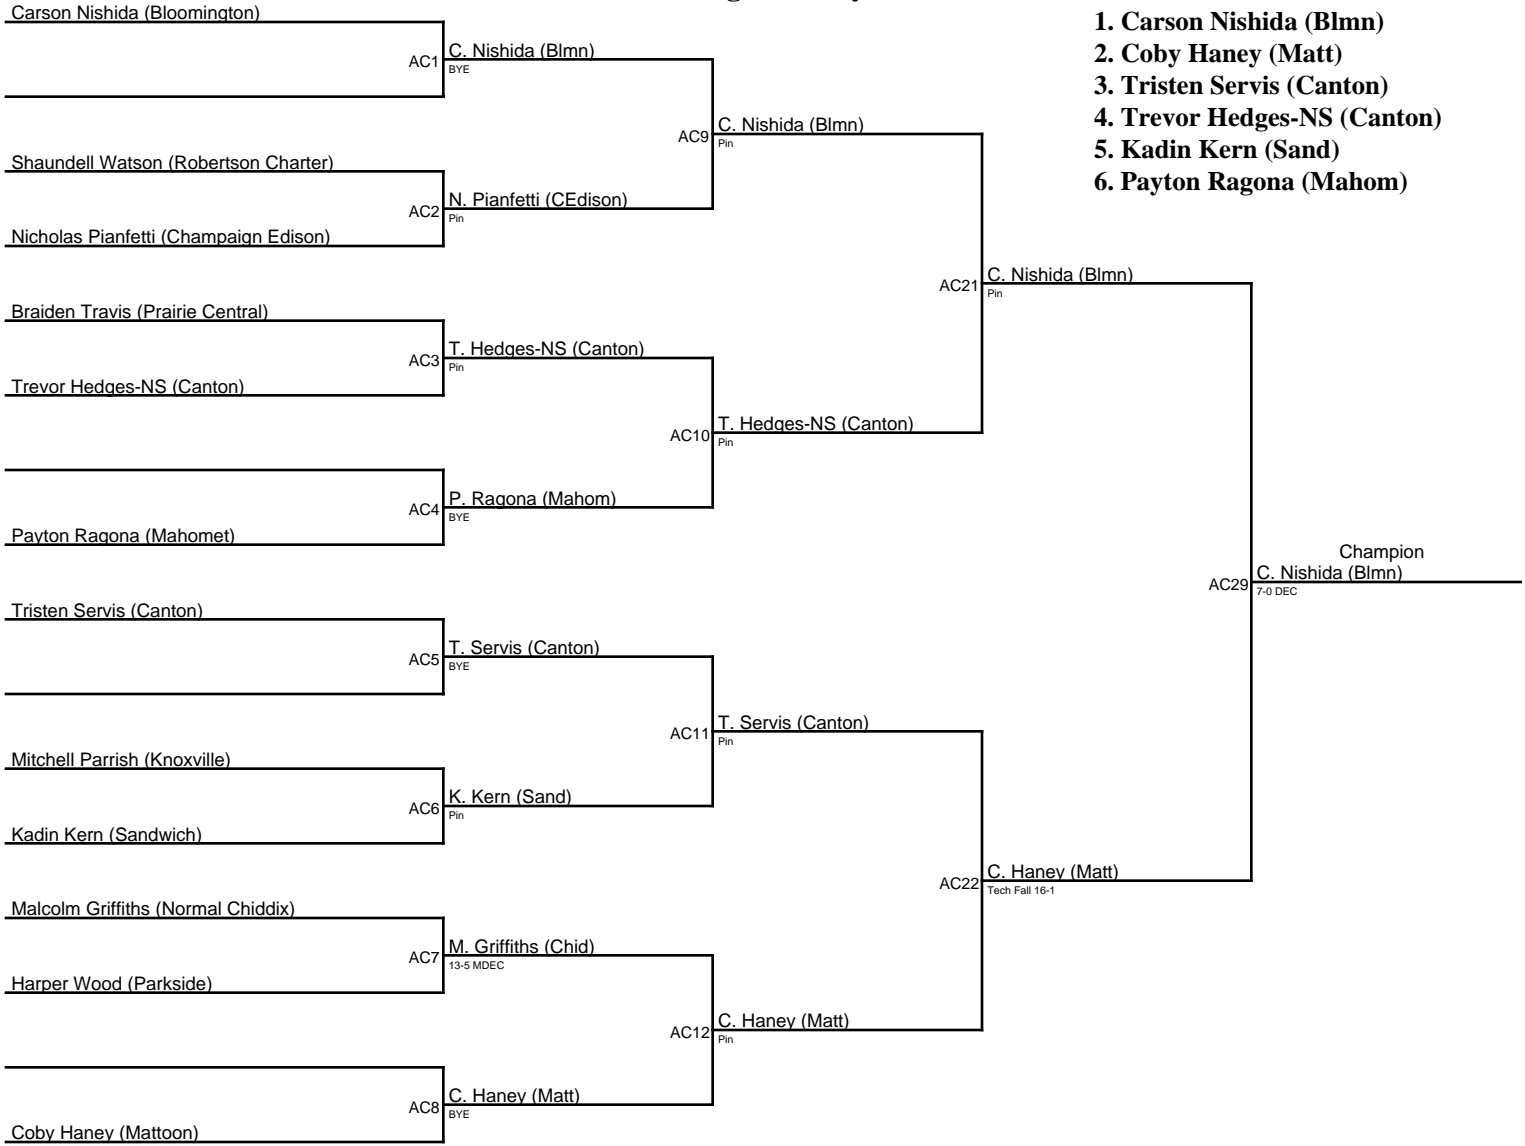 Carson Nishida (Bloomington)
AC1
C. Nishida (Blmn)
BYE
Shaundell Watson (Robertson Charter)
AC2
N. Pianfetti (CEdison)
Pin
Nicholas Pianfetti (Champaign Edison)
AC9
C. Nishida (Blmn)
Pin
Braiden Travis (Prairie Central)
AC3
T. Hedges-NS (Canton)
Pin
Trevor Hedges-NS (Canton)
AC4
P. Ragona (Mahom)
BYE
Payton Ragona (Mahomet)
AC10
T. Hedges-NS (Canton)
Pin
AC21
C. Nishida (Blmn)
Pin
Tristen Servis (Canton)
AC5
T. Servis (Canton)
BYE
Mitchell Parrish (Knoxville)
AC6
K. Kern (Sand)
Pin
Kadin Kern (Sandwich)
AC11
T. Servis (Canton)
Pin
Malcolm Griffiths (Normal Chiddix)
AC7
M. Griffiths (Chid)
13-5 MDEC
Harper Wood (Parkside)
AC8
C. Haney (Matt)
BYE
Coby Haney (Mattoon)
AC12
C. Haney (Matt)
Pin
AC22
C. Haney (Matt)
Tech Fall 16-1
Champion
AC29
C. Nishida (Blmn)
7-0 DEC
1. Carson Nishida (Blmn)
2. Coby Haney (Matt)
3. Tristen Servis (Canton)
4. Trevor Hedges-NS (Canton)
5. Kadin Kern (Sand)
6. Payton Ragona (Mahom)